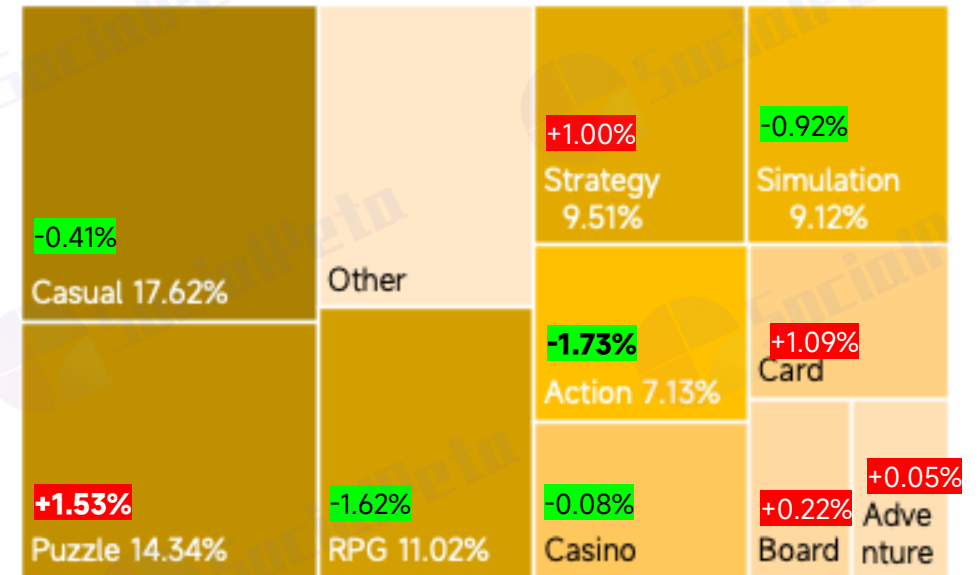 -0.41%
Casual 17.62%
+1.53%
Puzzle 14.34%
Other
-1.62%
RPG 11.02%
+1.00%
Strategy
9.51%
-0.92%
Simulation
9.12%
-1.73%
Action 7.13%
+1.09%
Card
-0.08%
Casino
+0.22%
Board
+0.05%
Adve
nture
SocialPeta
SocialPeta